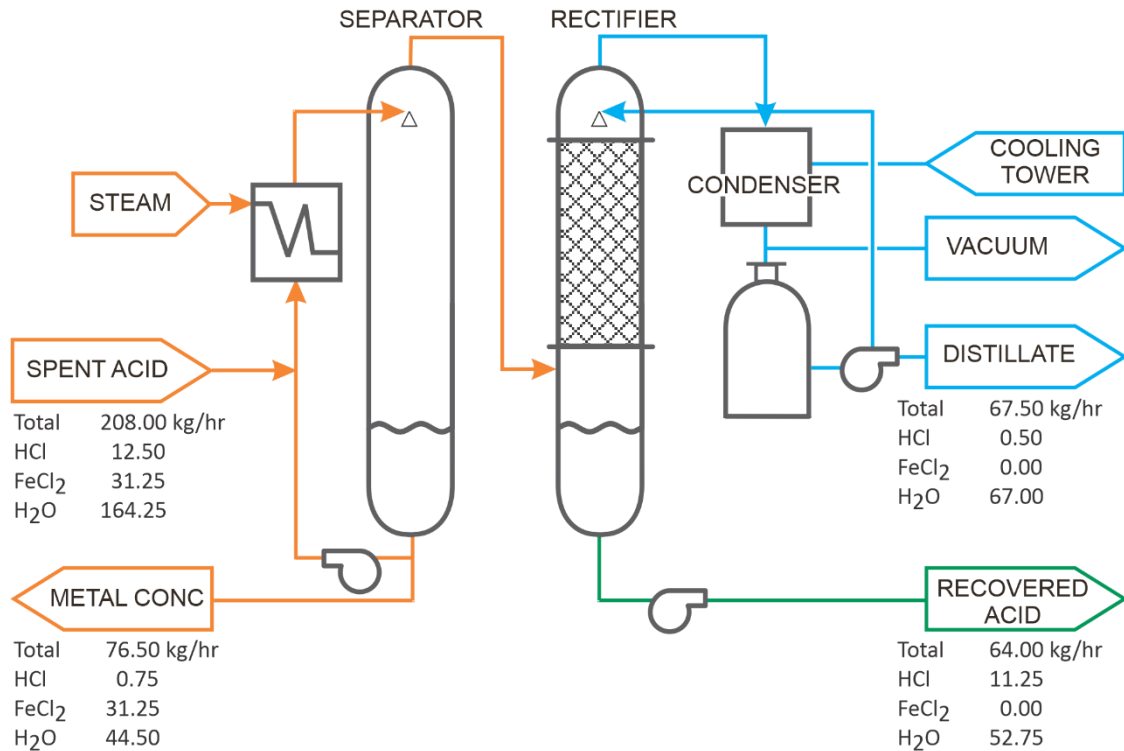 SEPARATOR
RECTIFIER
STEAM
CONDENSER
COOLING
TOWER
VACUUM
SPENT ACID
Total 208.00 kg/hr
HCl 12.50
FeCl₂ 31.25
H₂O 164.25
DISTILLATE
Total 67.50 kg/hr
HCl 0.50
FeCl₂ 0.00
H₂O 67.00
METAL CONC
Total 76.50 kg/hr
HCl 0.75
FeCl₂ 31.25
H₂O 44.50
RECOVERED
ACID
Total 64.00 kg/hr
HCl 11.25
FeCl₂ 0.00
H₂O 52.75